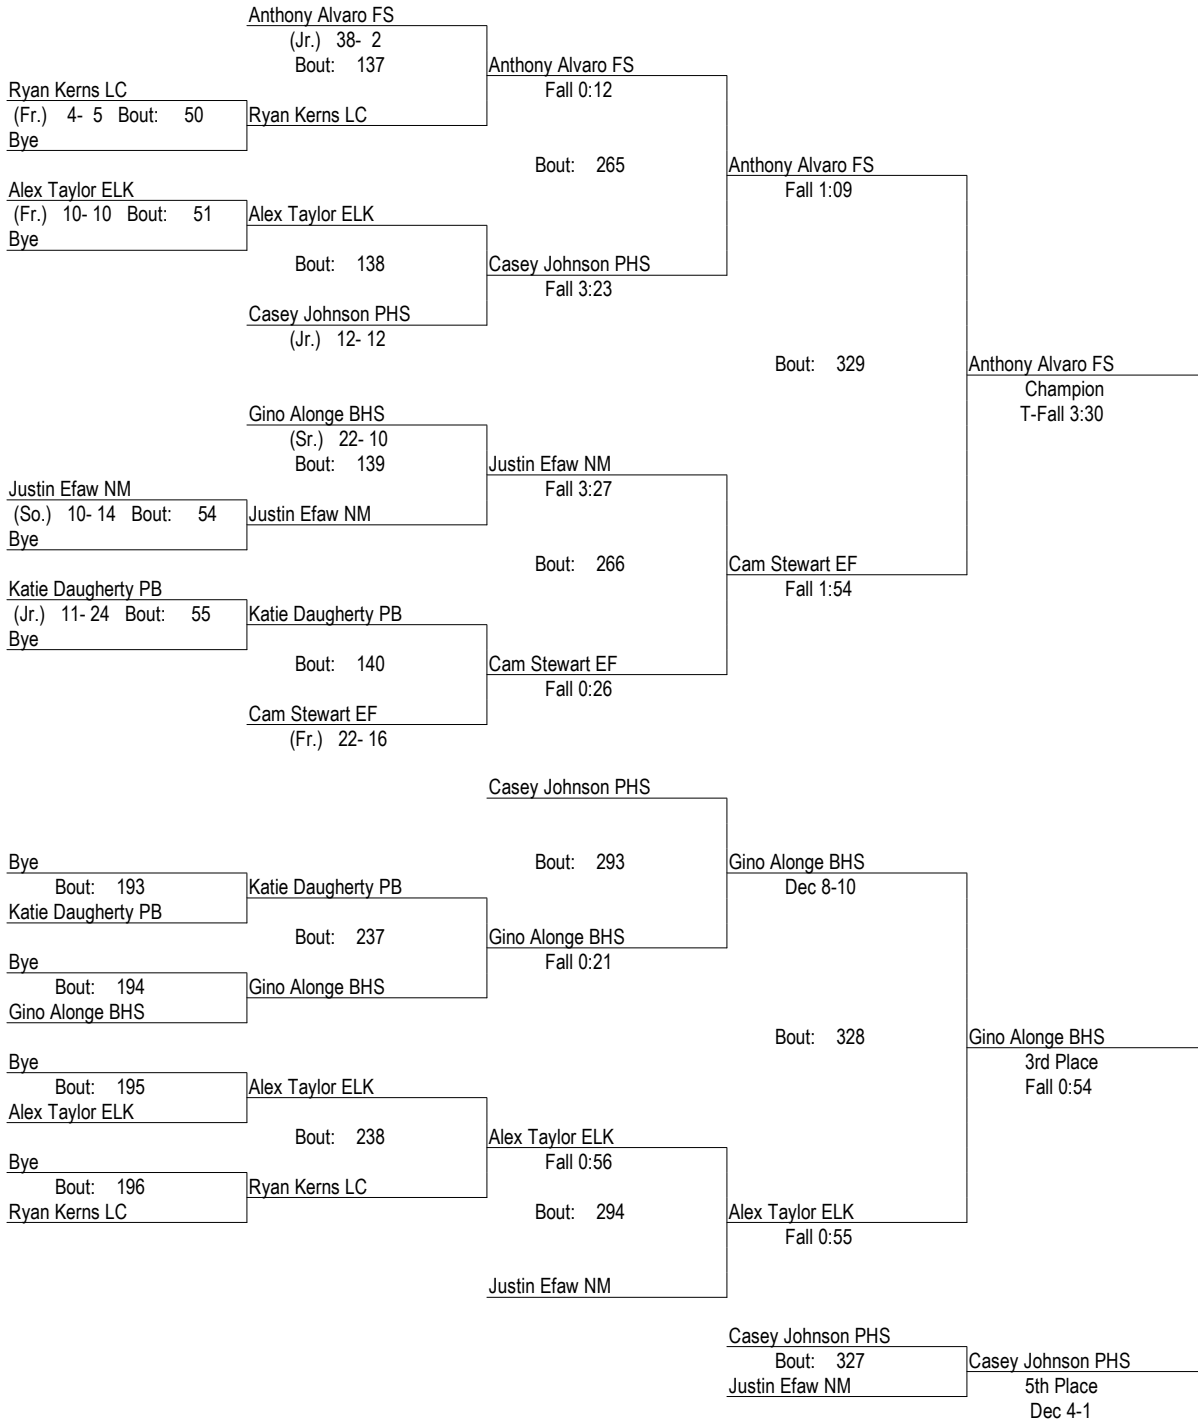 Anthony Alvaro FS
(Jr.) 38- 2
Bout: 137
Anthony Alvaro FS
Fall 0:12
Ryan Kerns LC
(Fr.) 4- 5 Bout: 50
Ryan Kerns LC
Bye
Bout: 265
Anthony Alvaro FS
Fall 1:09
Alex Taylor ELK
(Fr.) 10- 10 Bout: 51
Alex Taylor ELK
Bye
Bout: 138
Casey Johnson PHS
Fall 3:23
Casey Johnson PHS
(Jr.) 12- 12
Bout: 329
Anthony Alvaro FS
Champion
T-Fall 3:30
Gino Alonge BHS
(Sr.) 22- 10
Bout: 139
Justin Efaw NM
Fall 3:27
Justin Efaw NM
(So.) 10- 14 Bout: 54
Justin Efaw NM
Bye
Bout: 266
Cam Stewart EF
Fall 1:54
Katie Daugherty PB
(Jr.) 11- 24 Bout: 55
Katie Daugherty PB
Bye
Bout: 140
Cam Stewart EF
Fall 0:26
Cam Stewart EF
(Fr.) 22- 16
Casey Johnson PHS
Bout: 293
Gino Alonge BHS
Dec 8-10
Bye
Bout: 193
Katie Daugherty PB
Katie Daugherty PB
Bout: 237
Gino Alonge BHS
Fall 0:21
Bye
Bout: 194
Gino Alonge BHS
Gino Alonge BHS
Bout: 328
Gino Alonge BHS
3rd Place
Fall 0:54
Bye
Bout: 195
Alex Taylor ELK
Alex Taylor ELK
Bout: 238
Alex Taylor ELK
Fall 0:56
Bye
Bout: 196
Ryan Kerns LC
Ryan Kerns LC
Bout: 294
Alex Taylor ELK
Fall 0:55
Justin Efaw NM
Casey Johnson PHS
Bout: 327
Casey Johnson PHS
Justin Efaw NM
5th Place
Dec 4-1